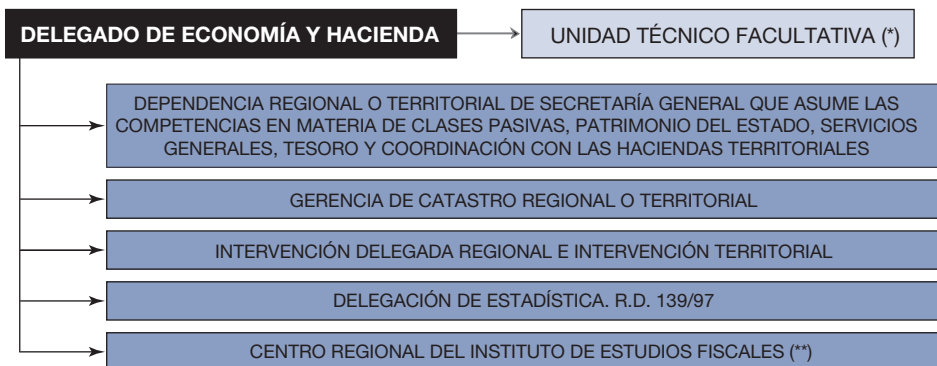 DELEGADO DE ECONOMÍA Y HACIENDA
UNIDAD TÉCNICO FACULTATIVA (*)
DEPENDENCIA REGIONAL O TERRITORIAL DE SECRETARÍA GENERAL QUE ASUME LAS
COMPETENCIAS EN MATERIA DE CLASES PASIVAS, PATRIMONIO DEL ESTADO, SERVICIOS
GENERALES, TESORO Y COORDINACIÓN CON LAS HACIENDAS TERRITORIALES
GERENCIA DE CATASTRO REGIONAL O TERRITORIAL
INTERVENCIÓN DELEGADA REGIONAL E INTERVENCIÓN TERRITORIAL
DELEGACIÓN DE ESTADÍSTICA. R.D. 139/97
CENTRO REGIONAL DEL INSTITUTO DE ESTUDIOS FISCALES (**)